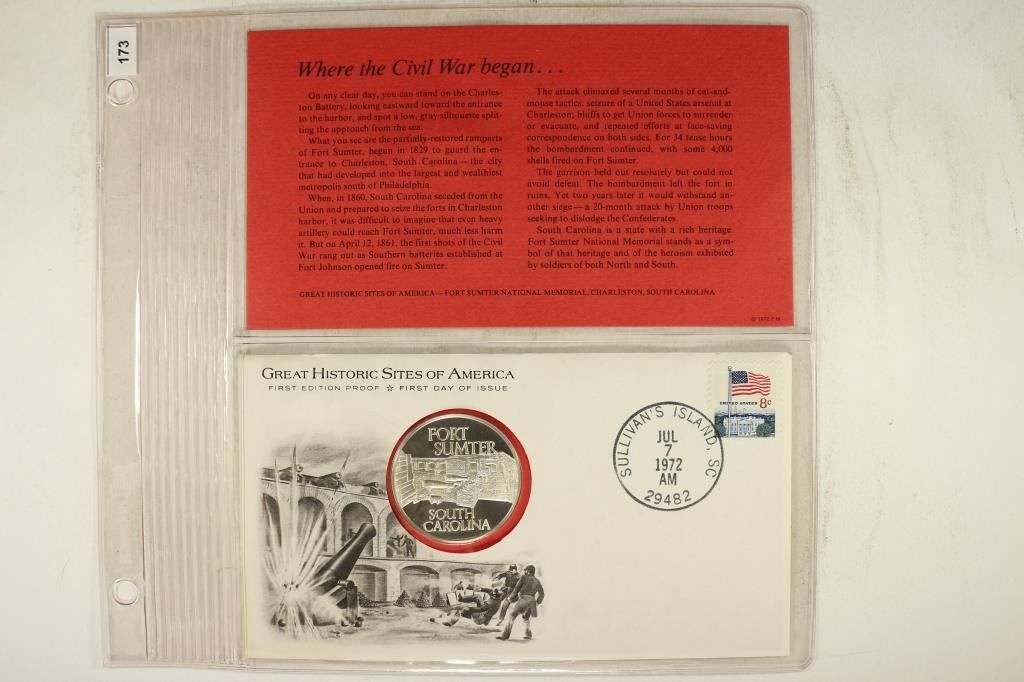 173
Where the Civil War began...
On any clear day, you can stand on the Charles-
ton Battery, looking eastward toward the entrance
to the harbor, and spot a low, gray silhouette split-
ting the approach from the sea.
What you see are the partially-restored ramparts
of Fort Sumter, begun in 1829 to guard the en-
trance to Charleston, South Carolina—the city
that had developed into the largest and wealthiest
metropolis south of Philadelphia.
When, in 1860, South Carolina seceded from the
Union and prepared to seize the forts in Charleston
harbor, it was difficult to imagine that even heavy
artillery could reach Fort Sumter, much less harm
it. But on April 12, 1861, the first shots of the Civil
War rang out as Southern batteries established at
Fort Johnson opened fire on Sumter.
The attack climaxed several months of cat-and-
mouse tactics: seizure of a United States arsenal at
Charleston; bluffs to get Union forces to surrender
or evacuate, and repeated efforts at face-saving
correspondence on both sides. For 34 tense hours
the bombardment continued, with some 4,000
shells fired on Fort Sumter.
The garrison held out resolutely but could not
avoid defeat. The bombardment left the fort in
ruins. Yet two years later it would withstand an-
other siege—a 20-month attack by Union troops
seeking to dislodge the Confederates.
South Carolina is a state with a rich heritage.
Fort Sumter National Memorial stands as a sym-
bol of that heritage and of the heroism exhibited
by soldiers of both North and South.
GREAT HISTORIC SITES OF AMERICA—FORT SUMTER NATIONAL MEMORIAL, CHARLESTON, SOUTH CAROLINA
© 1972 FM
GREAT HISTORIC SITES OF AMERICA
FIRST EDITION PROOF ☆ FIRST DAY OF ISSUE
FORT
SUMTER
SOUTH
CAROLINA
SULLIVAN'S ISLAND, SC
JUL
7
1972
AM
29482
UNITED STATES 8c
GREAT HISTORIC SITES OF AMERICA